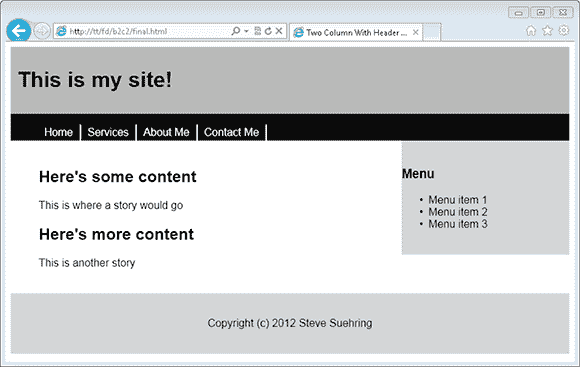 http://tt/fd/b2c2/final.html
Two Column With Header ...
This is my site!
Home
Services
About Me
Contact Me
Here's some content
This is where a story would go
Here's more content
This is another story
Menu
• Menu item 1
• Menu item 2
• Menu item 3
Copyright (c) 2012 Steve Suehring